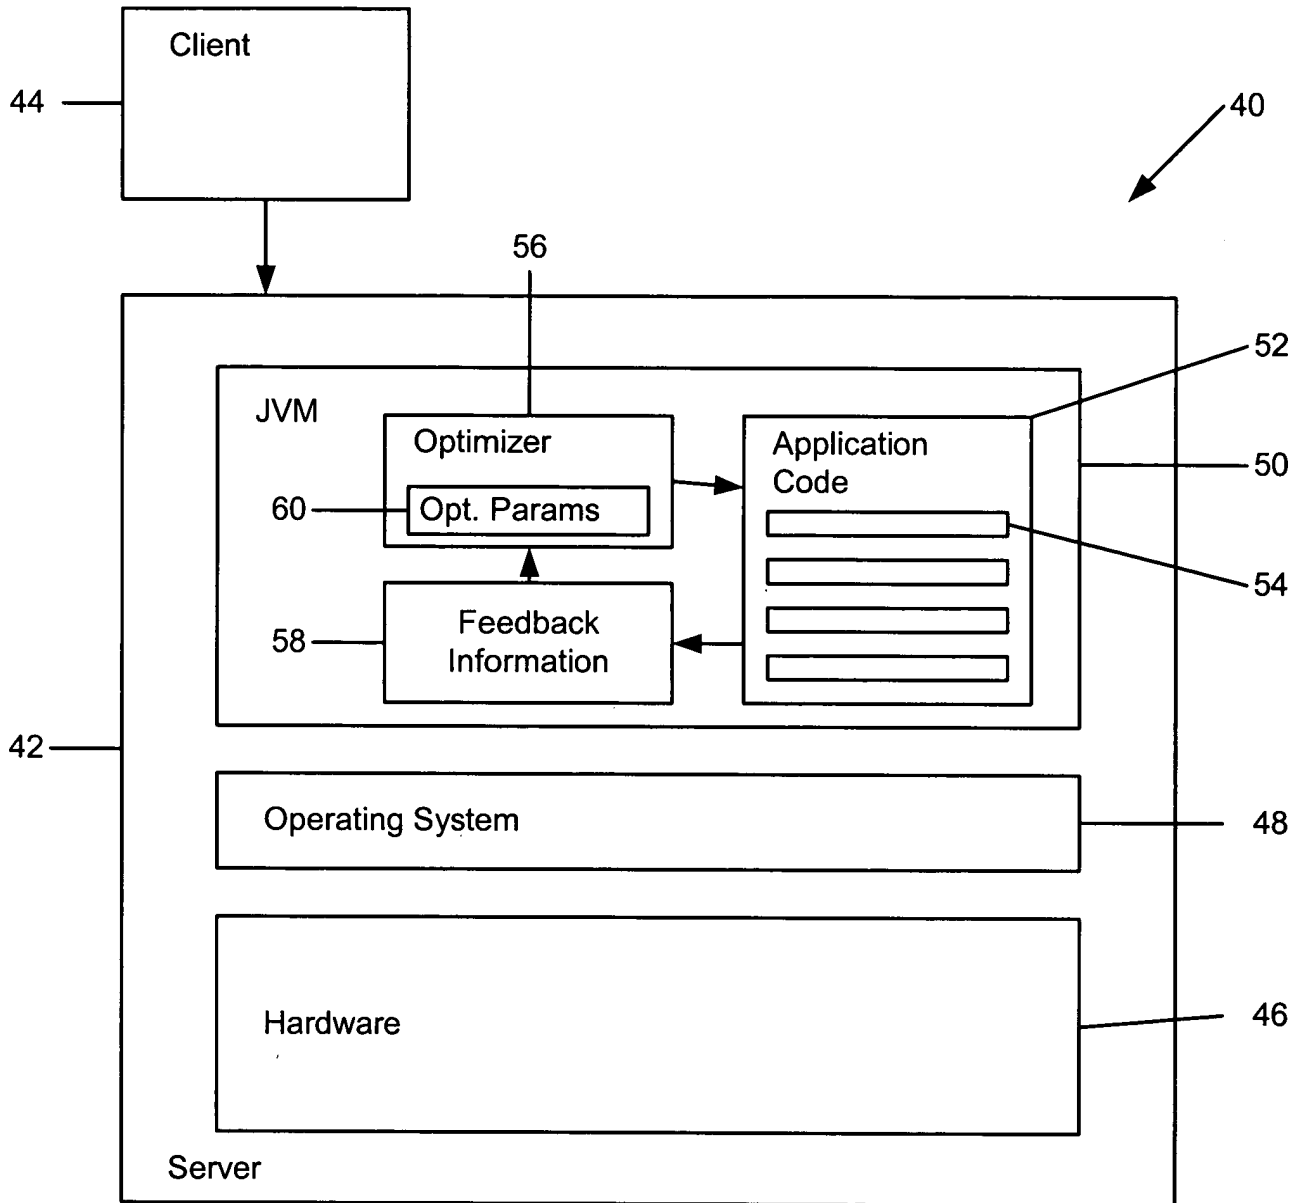 Client
44
40
56
52
JVM
Optimizer
Application
Code
50
60
Opt. Params
54
58
Feedback
Information
42
Operating System
48
Hardware
46
Server